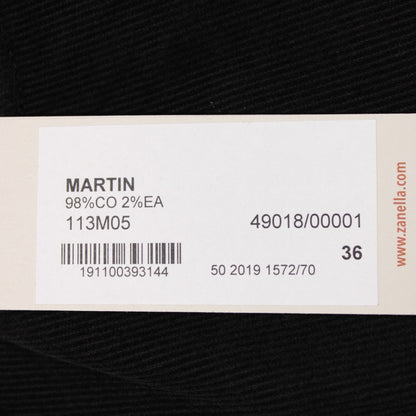 MARTIN
98%CO 2%EA
113M05
49018/00001
36
191100393144
50 2019 1572/70
www.zanella.com